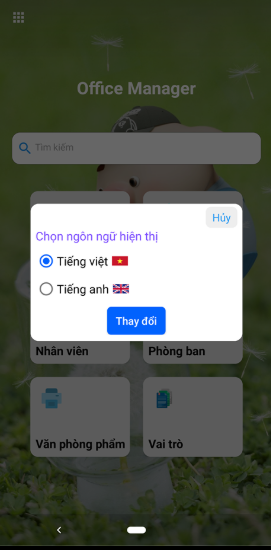 Office Manager
Tìm kiếm
Hủy
Chọn ngôn ngữ hiện thị
Tiếng việt
Tiếng anh
Thay đổi
Nhân viên
Phòng ban
Văn phòng phẩm
Vai trò